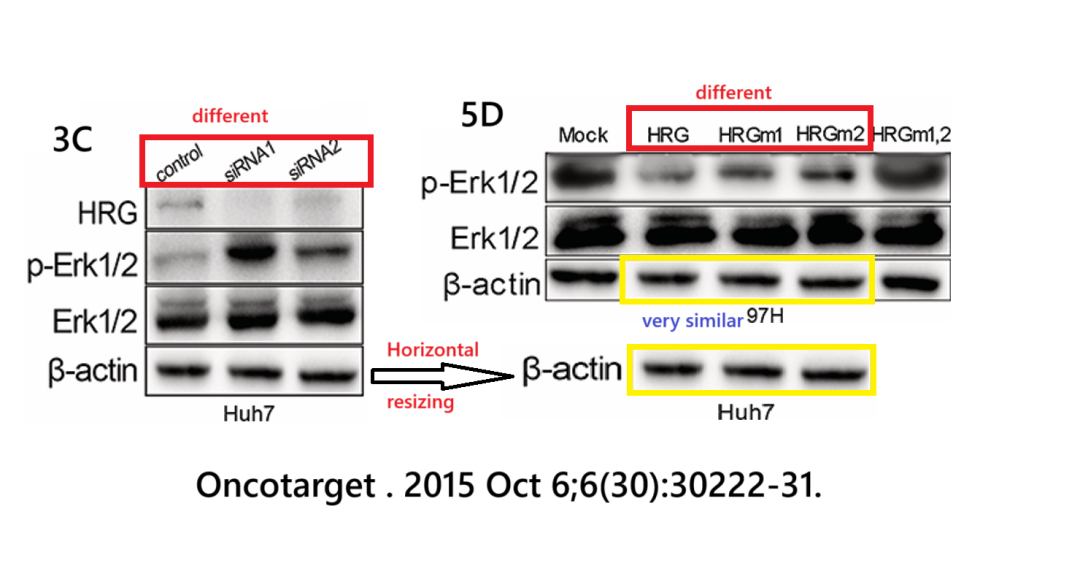 different
3C
control siRNA1 siRNA2
HRG
p-Erk1/2
Erk1/2
β-actin
Huh7
different
5D
Mock HRG HRGm1 HRGm2 HRGm1,2
p-Erk1/2
Erk1/2
β-actin
very similar 97H
Horizontal
resizing
β-actin
Huh7
Oncotarget . 2015 Oct 6;6(30):30222-31.